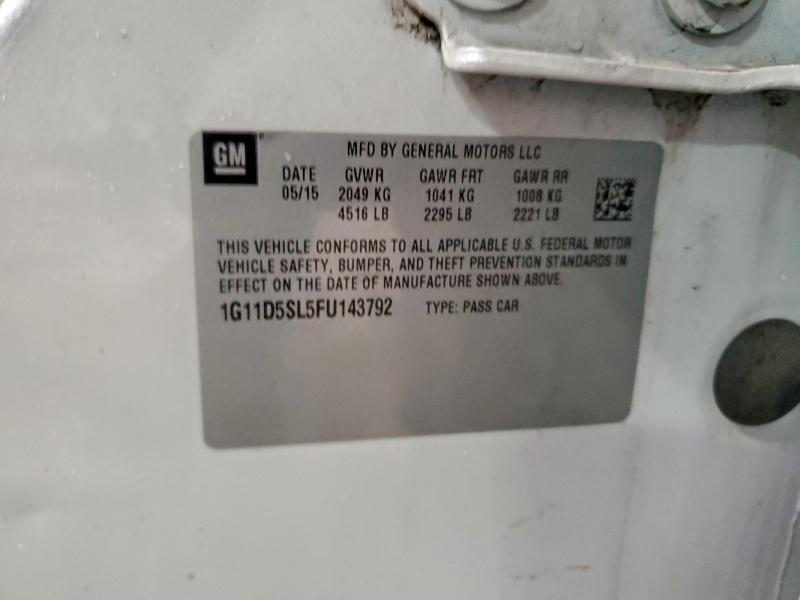 GM
MFD BY GENERAL MOTORS LLC
DATE GVWR GAWR FRT GAWR RR
05/15 2049 KG 1041 KG 1008 KG
4516 LB 2295 LB 2221 LB
THIS VEHICLE CONFORMS TO ALL APPLICABLE U.S. FEDERAL MOTOR
VEHICLE SAFETY, BUMPER, AND THEFT PREVENTION STANDARDS IN
EFFECT ON THE DATE OF MANUFACTURE SHOWN ABOVE.
1G11D5SL5FU143792 TYPE: PASS CAR